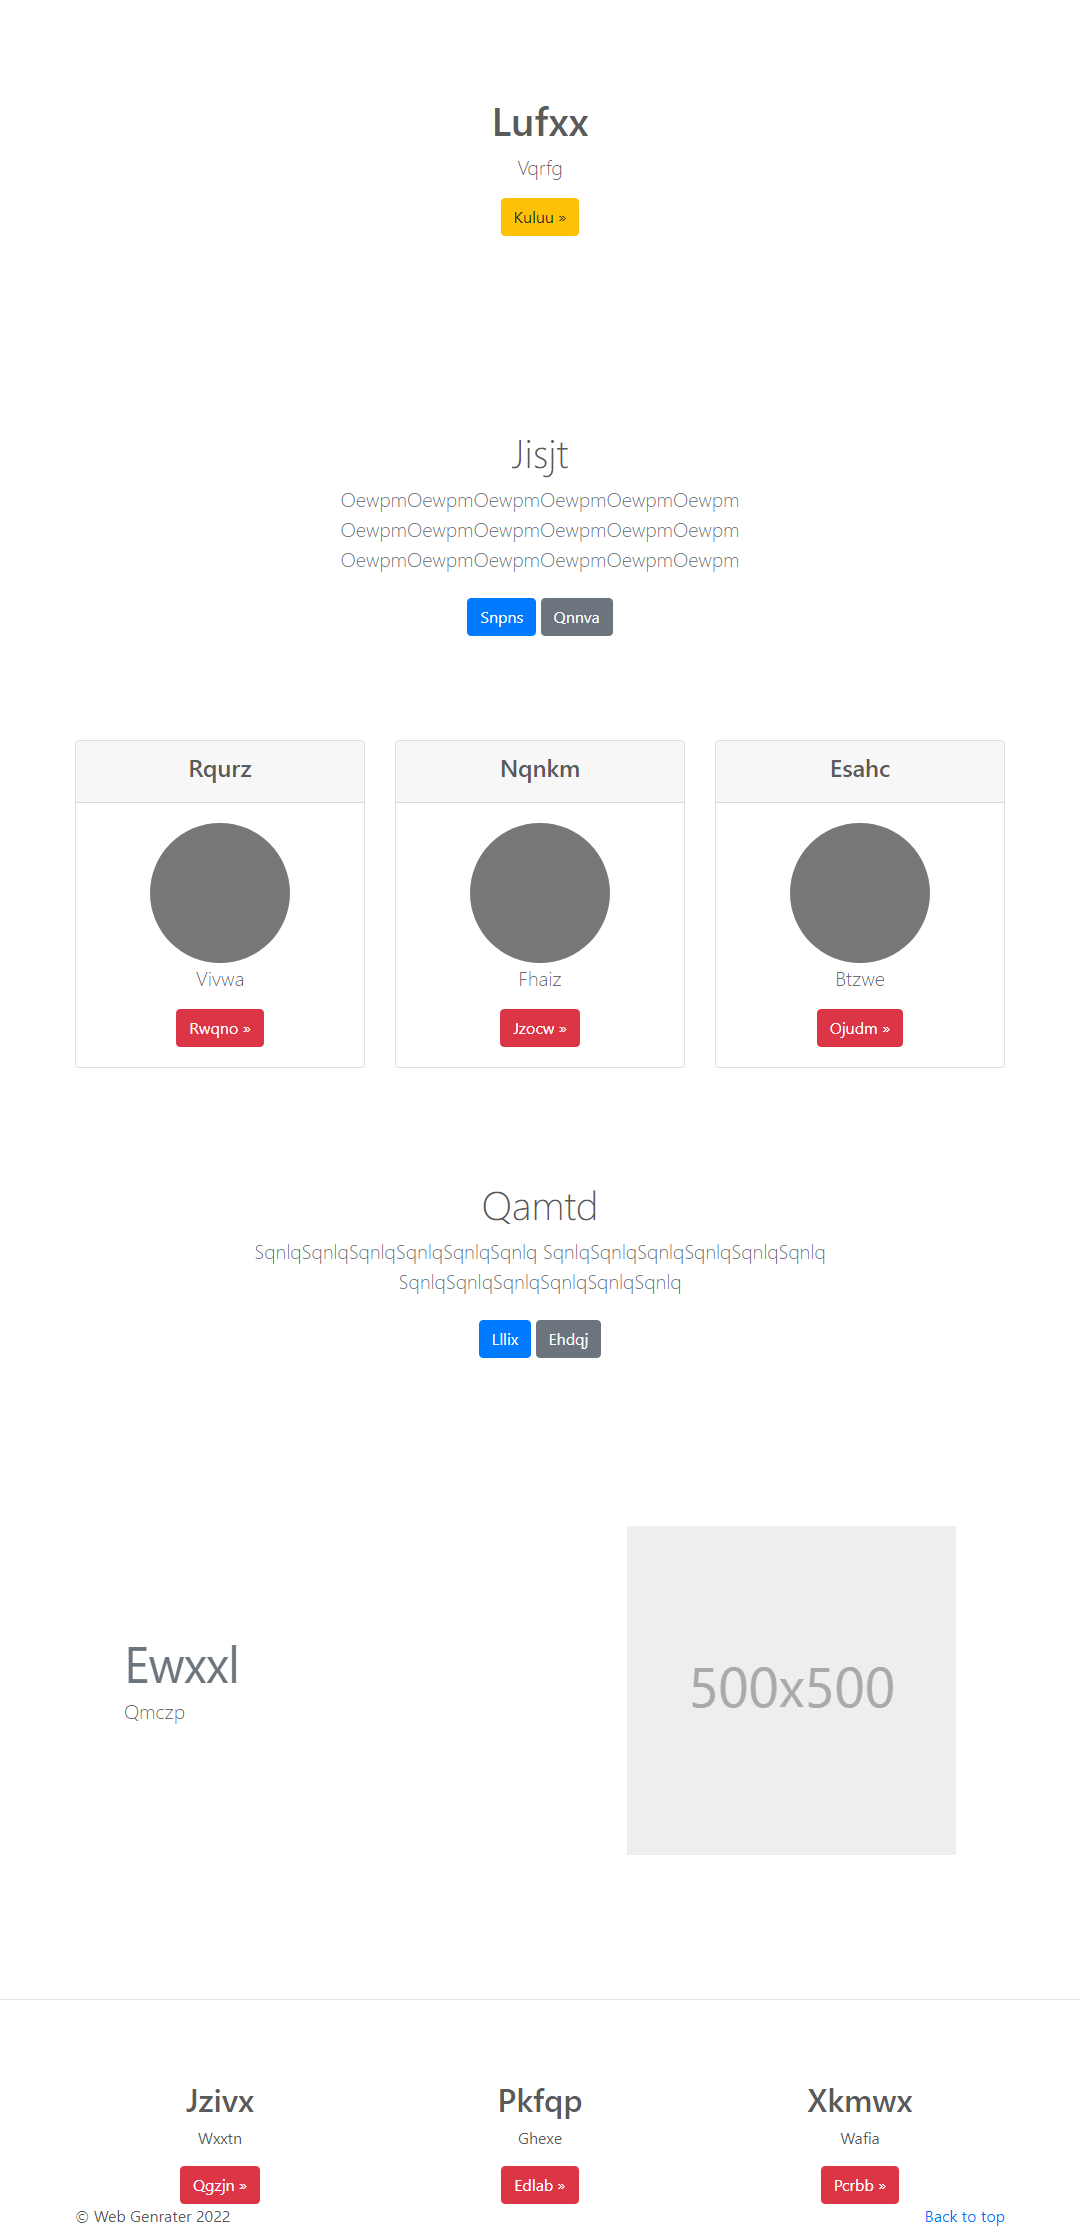 Lufxx
Vqrfg
Kuluu »
Jisjt
OewpmOewpmOewpmOewpmOewpmOewpm
OewpmOewpmOewpmOewpmOewpmOewpm
OewpmOewpmOewpmOewpmOewpmOewpm
Snpns Qnnva
Rqurz
Vivwa
Rwqno »
Nqnkm
Fhaiz
Jzocw »
Esahc
Btzwe
Ojudm »
Qamtd
SqnlqSqnlqSqnlqSqnlqSqnlqSqnlq SqnlqSqnlqSqnlqSqnlqSqnlqSqnlq
SqnlqSqnlqSqnlqSqnlqSqnlqSqnlq
Lllix Ehdqj
Ewxxl
Qmczp
500x500
Jzivx
Wxxtn
Qgzjn »
Pkfqp
Ghexe
Edlab »
Xkmwx
Wafia
Pcrbb »
© Web Genrater 2022
Back to top